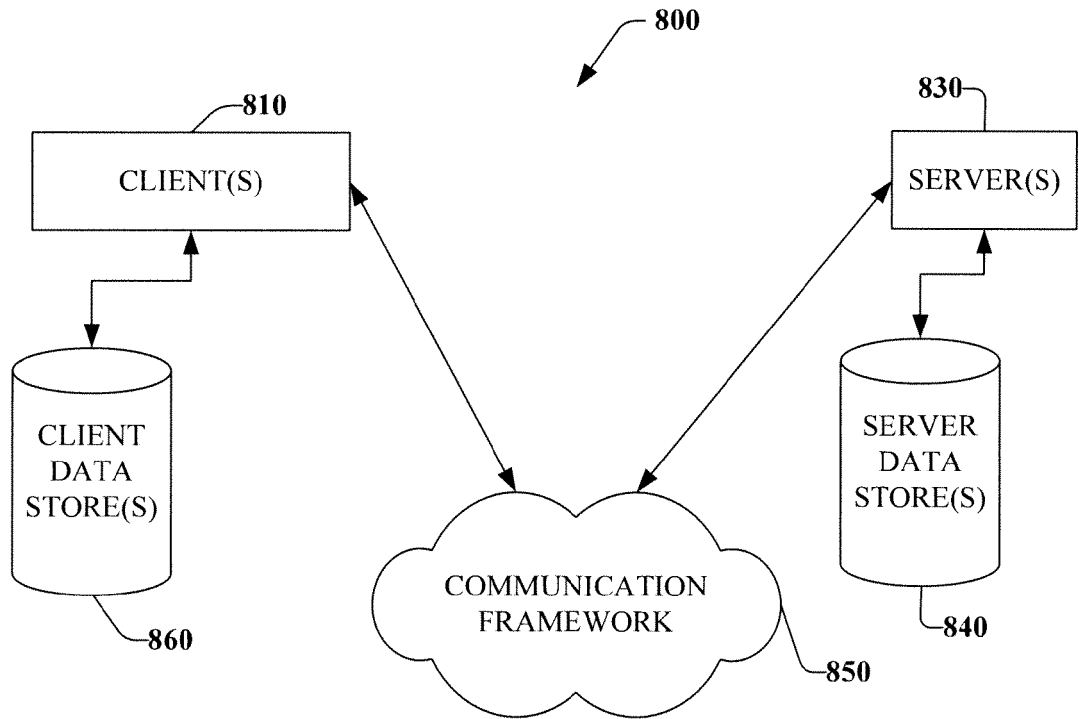 800
810
830
CLIENT(S)
SERVER(S)
CLIENT
DATA
STORE(S)
SERVER
DATA
STORE(S)
COMMUNICATION
FRAMEWORK
860
840
850